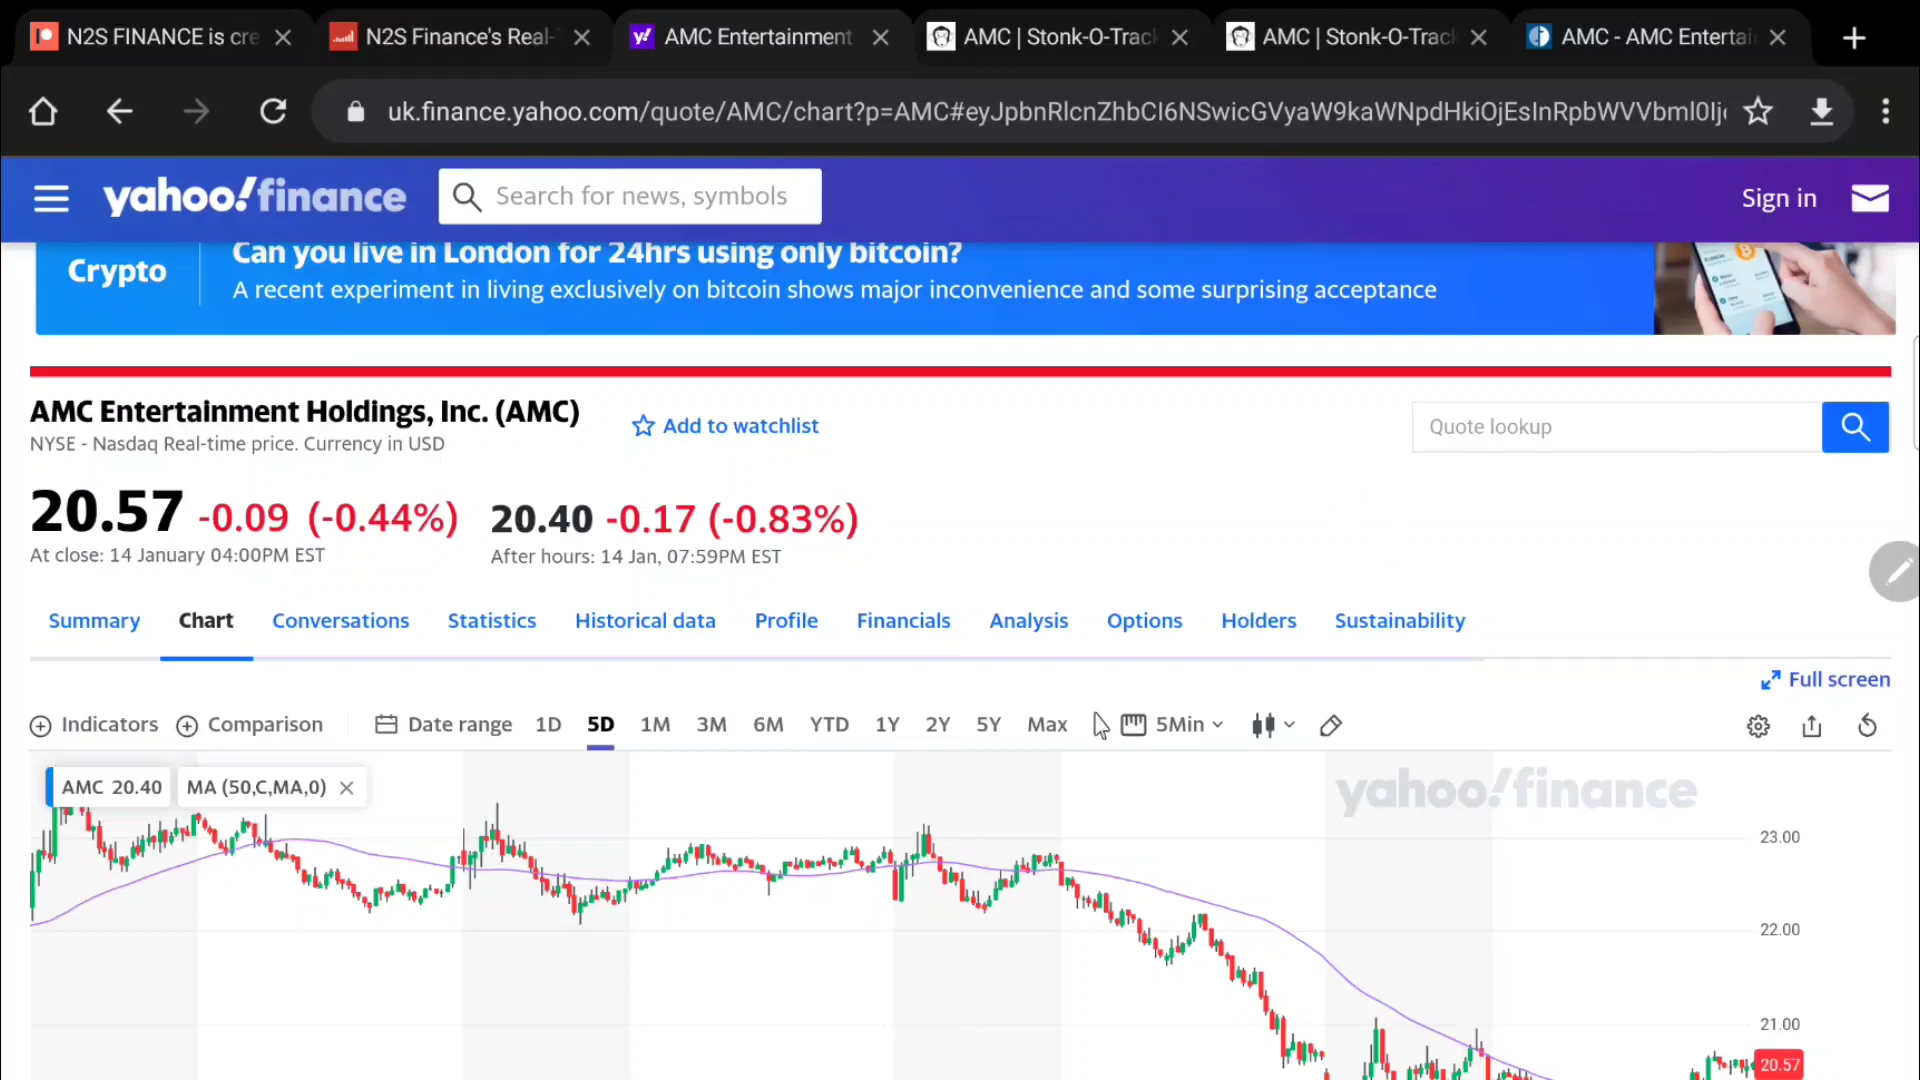 N2S FINANCE is cre
N2S Finance's Real-
AMC Entertainment
AMC | Stonk-O-Trac
AMC | Stonk-O-Trac
AMC - AMC Entertai
uk.finance.yahoo.com/quote/AMC/chart?p=AMC#eyJpbnRlcnZhbCI6NSwicGVyaW9kaWNpdHkiOjEsInRpbWVVbml0Ijo
yahoo!finance
Search for news, symbols
Sign in
Crypto
Can you live in London for 24hrs using only bitcoin?
A recent experiment in living exclusively on bitcoin shows major inconvenience and some surprising acceptance
AMC Entertainment Holdings, Inc. (AMC)
NYSE - Nasdaq Real-time price. Currency in USD
Add to watchlist
Quote lookup
20.57 -0.09 (-0.44%) 20.40 -0.17 (-0.83%)
At close: 14 January 04:00PM EST
After hours: 14 Jan, 07:59PM EST
Summary Chart Conversations Statistics Historical data Profile Financials Analysis Options Holders Sustainability
Full screen
Indicators Comparison Date range 1D 5D 1M 3M 6M YTD 1Y 2Y 5Y Max 5Min
AMC 20.40 MA (50,C,MA,0)
yahoo!finance
23.00
22.00
21.00
20.57